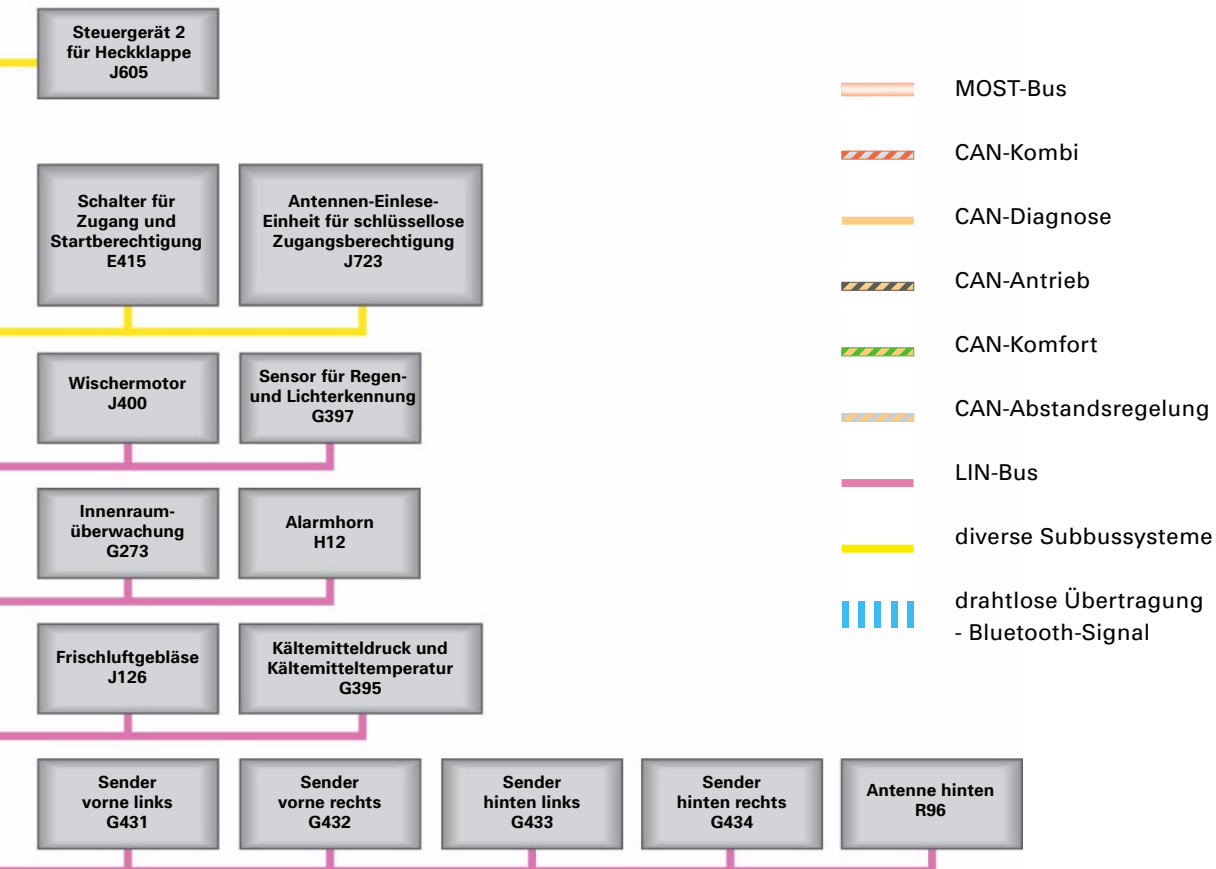 Steuergerät 2
für Heckklappe
J605
Schalter für
Zugang und
Startberechtigung
E415
Antennen-Einlese-
Einheit für schlüssellose
Zugangsberechtigung
J723
Wischermotor
J400
Sensor für Regen-
und Lichterkennung
G397
Innenraum-
überwachung
G273
Alarmhorn
H12
Frischluftgebläse
J126
Kältemitteldruck und
Kältemitteltemperatur
G395
Sender
vorne links
G431
Sender
vorne rechts
G432
Sender
hinten links
G433
Sender
hinten rechts
G434
Antenne hinten
R96
MOST-Bus
CAN-Kombi
CAN-Diagnose
CAN-Antrieb
CAN-Komfort
CAN-Abstandsregelung
LIN-Bus
diverse Subbussysteme
drahtlose Übertragung
- Bluetooth-Signal